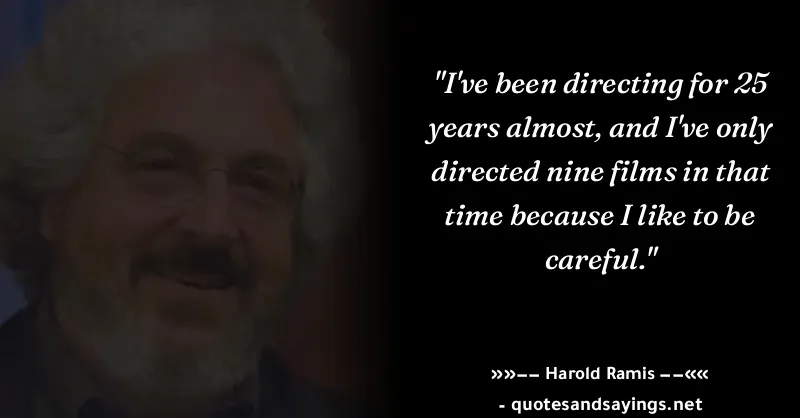 "I've been directing for 25
years almost, and I've only
directed nine films in that
time because I like to be
careful."
»»−− Harold Ramis −−««
- quotesandsayings.net